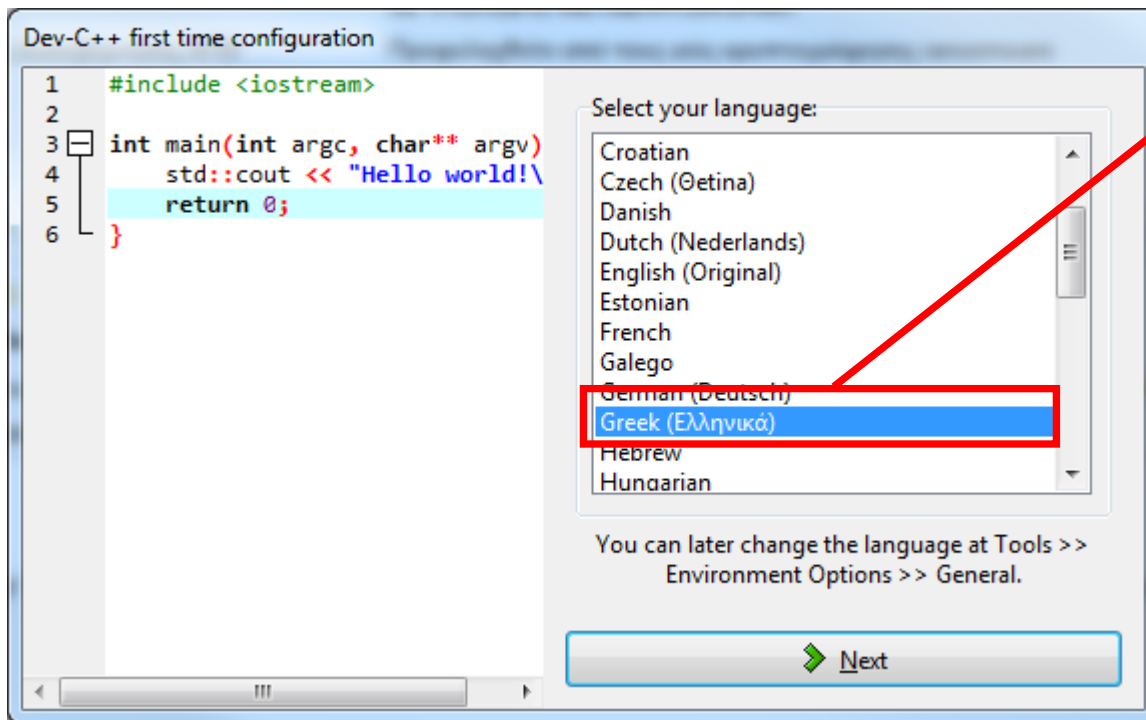 Dev-C++ first time configuration
1 #include <iostream>
2
3 int main(int argc, char** argv)
4 std::cout << "Hello world!\
5 return 0;
6 }
Select your language:
Croatian
Czech (Θetina)
Danish
Dutch (Nederlands)
English (Original)
Estonian
French
Galego
German (Deutsch)
Greek (Ελληνικά)
Hebrew
Hungarian
You can later change the language at Tools >>
Environment Options >> General.
Next